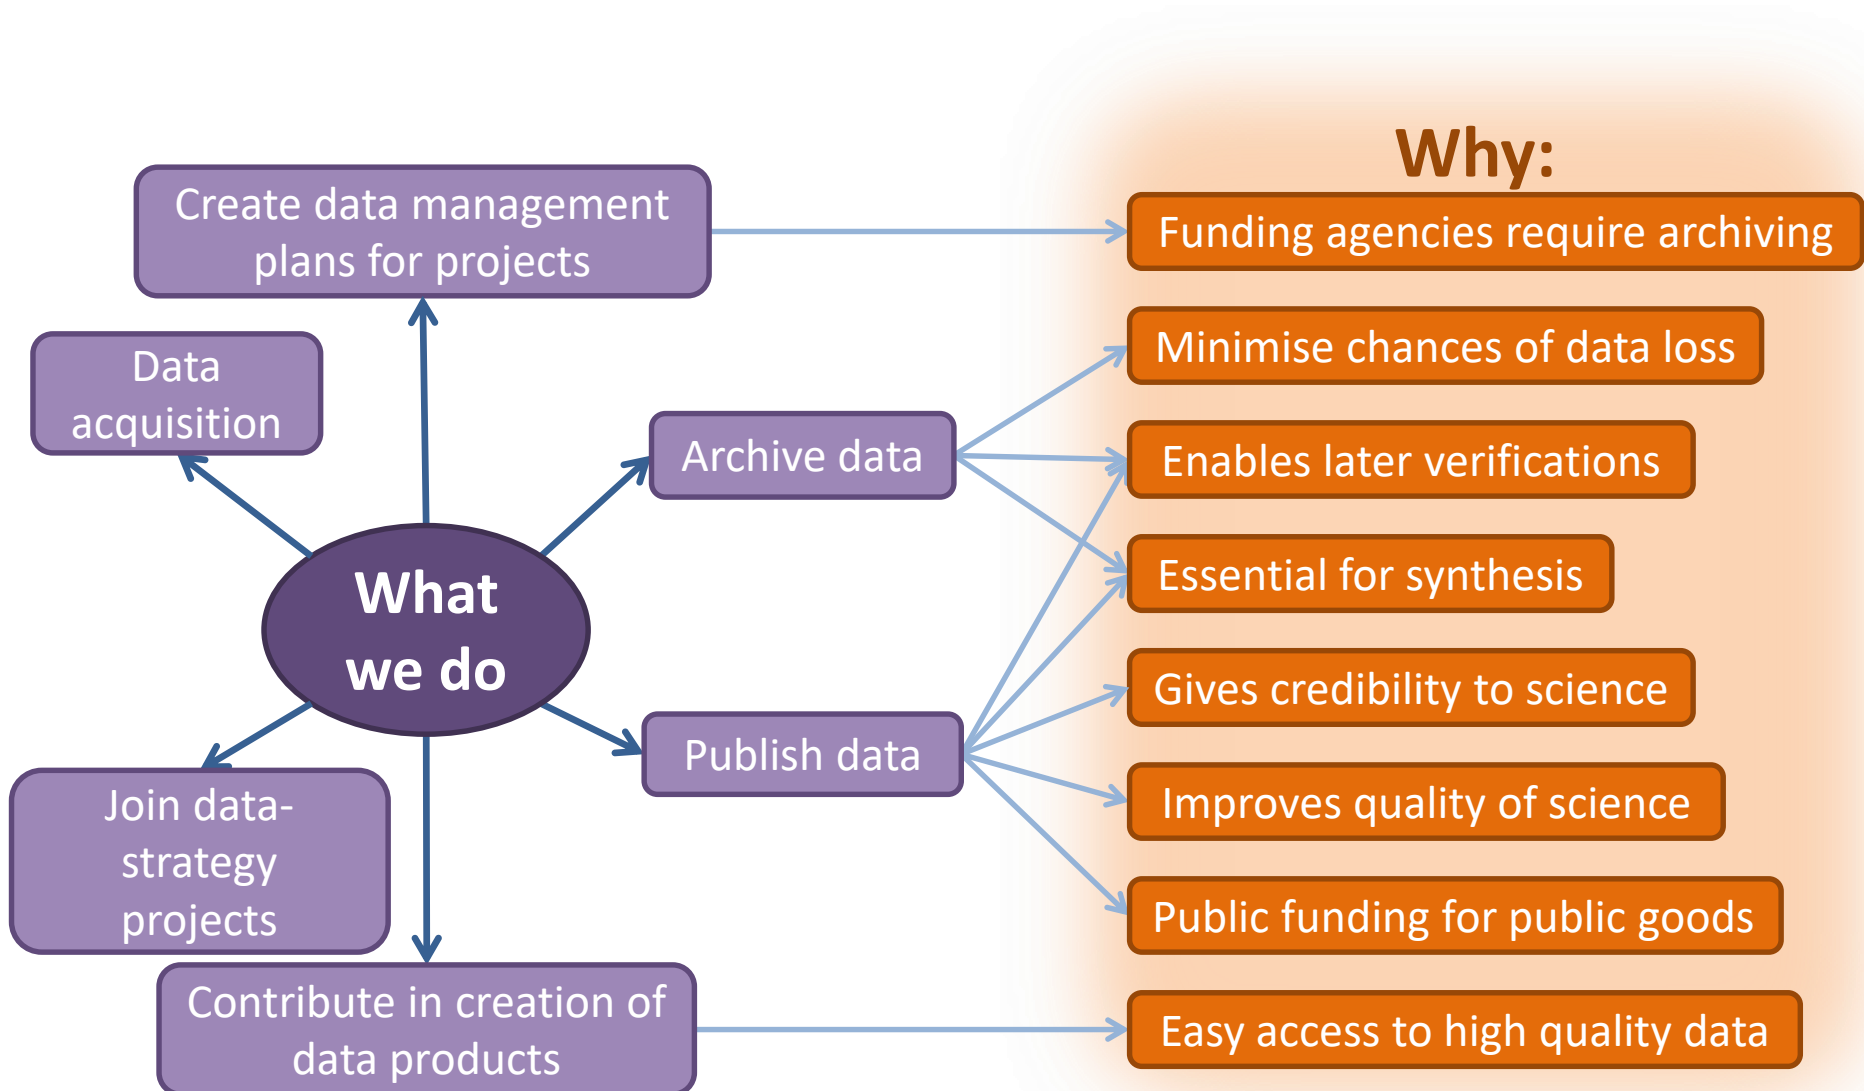 Why:
Create data management
plans for projects
Funding agencies require archiving
Data
acquisition
Minimise chances of data loss
Archive data
Enables later verifications
Essential for synthesis
What
we do
Gives credibility to science
Publish data
Improves quality of science
Join data-
strategy
projects
Public funding for public goods
Contribute in creation of
data products
Easy access to high quality data